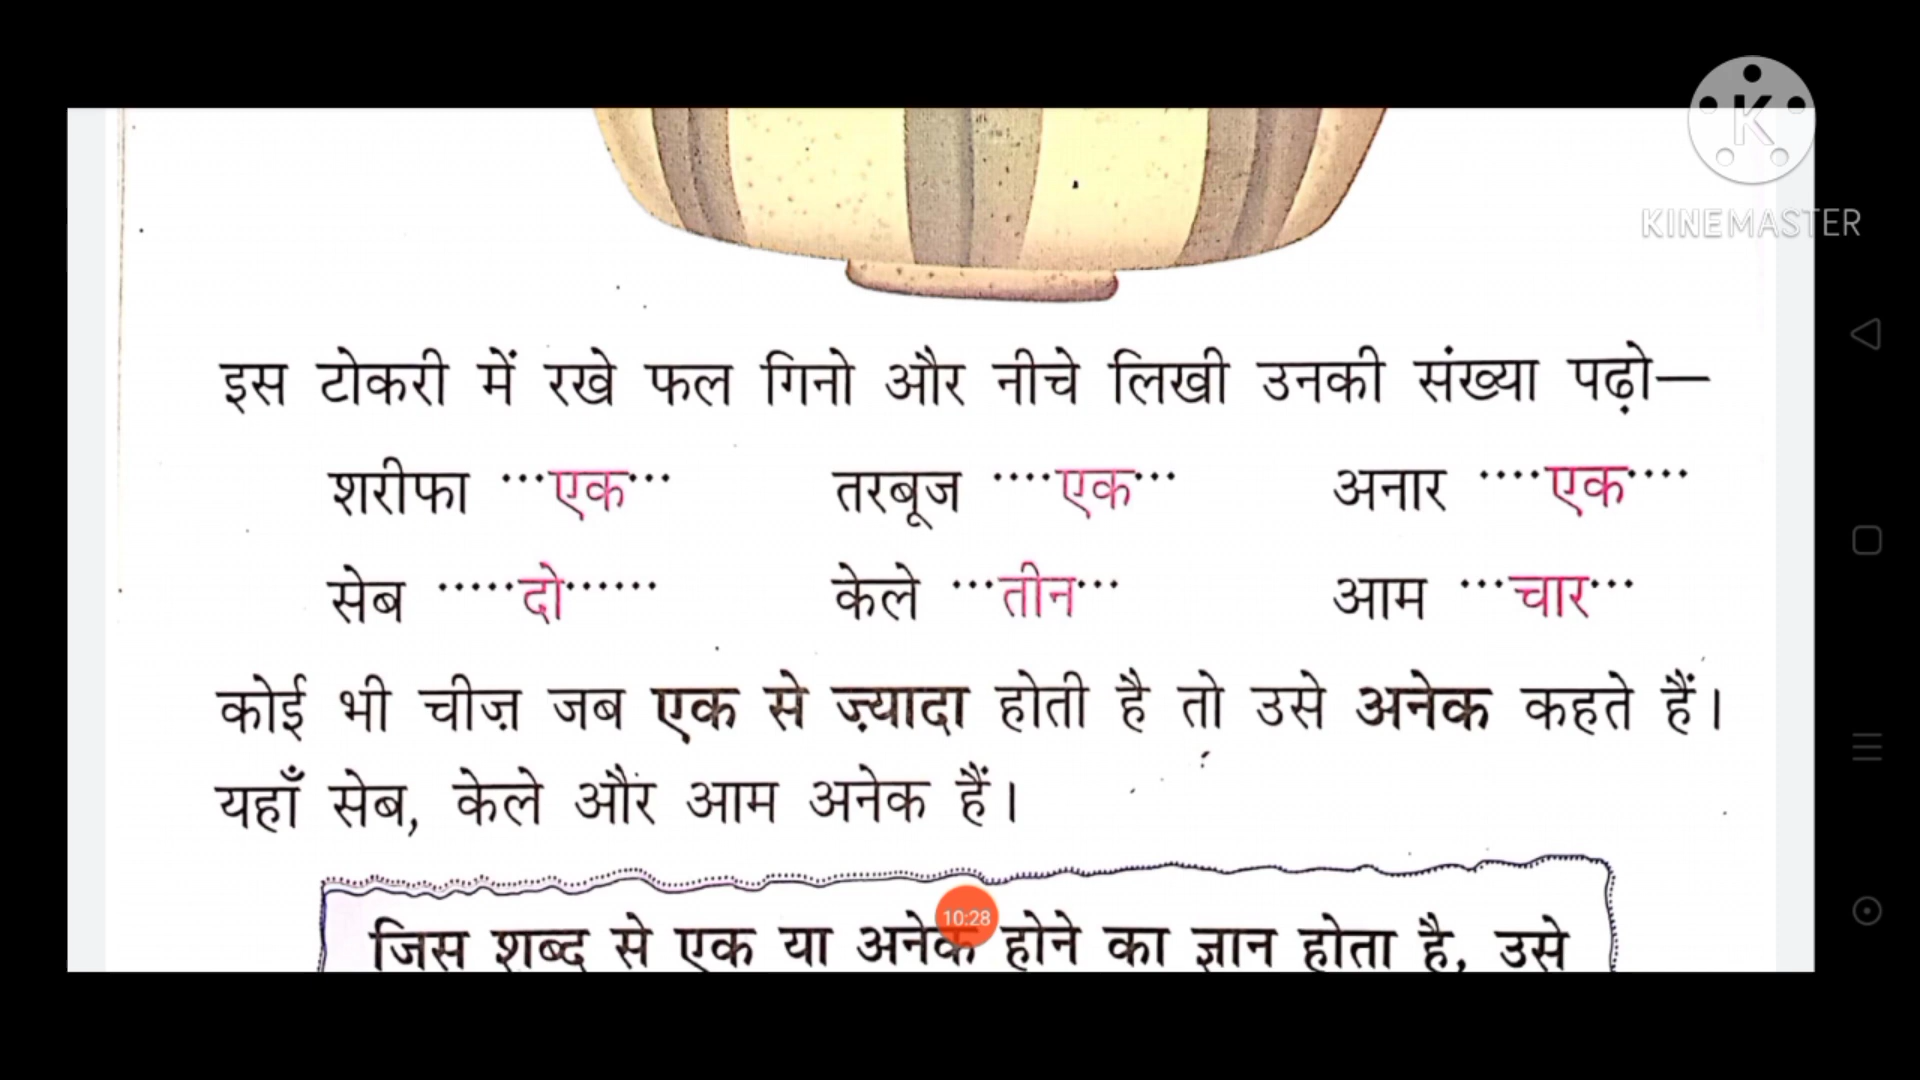 K
KINEMASTER
इस टोकरी में रखे फल गिनो और नीचे लिखी उनकी संख्या पढ़ो—
शरीफा ···एक··· तरबूज ····एक··· अनार ····एक····
सेब ·····दो······ केले ···तीन··· आम ···चार···
कोई भी चीज़ जब एक से ज़्यादा होती है तो उसे अनेक कहते हैं।
यहाँ सेब, केले और आम अनेक हैं।
10:28
जिस शब्द से एक या अनेक होने का ज्ञान होता है, उसे